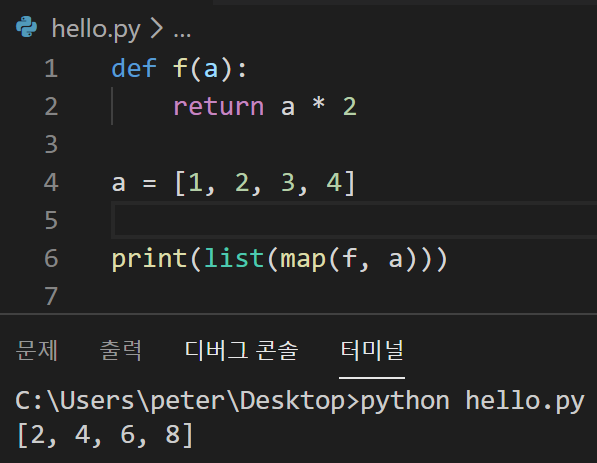 hello.py > ...
1 def f(a):
2     return a * 2
3
4 a = [1, 2, 3, 4]
5
6 print(list(map(f, a)))
7
문제 출력 디버그 콘솔 터미널
C:\Users\peter\Desktop>python hello.py
[2, 4, 6, 8]